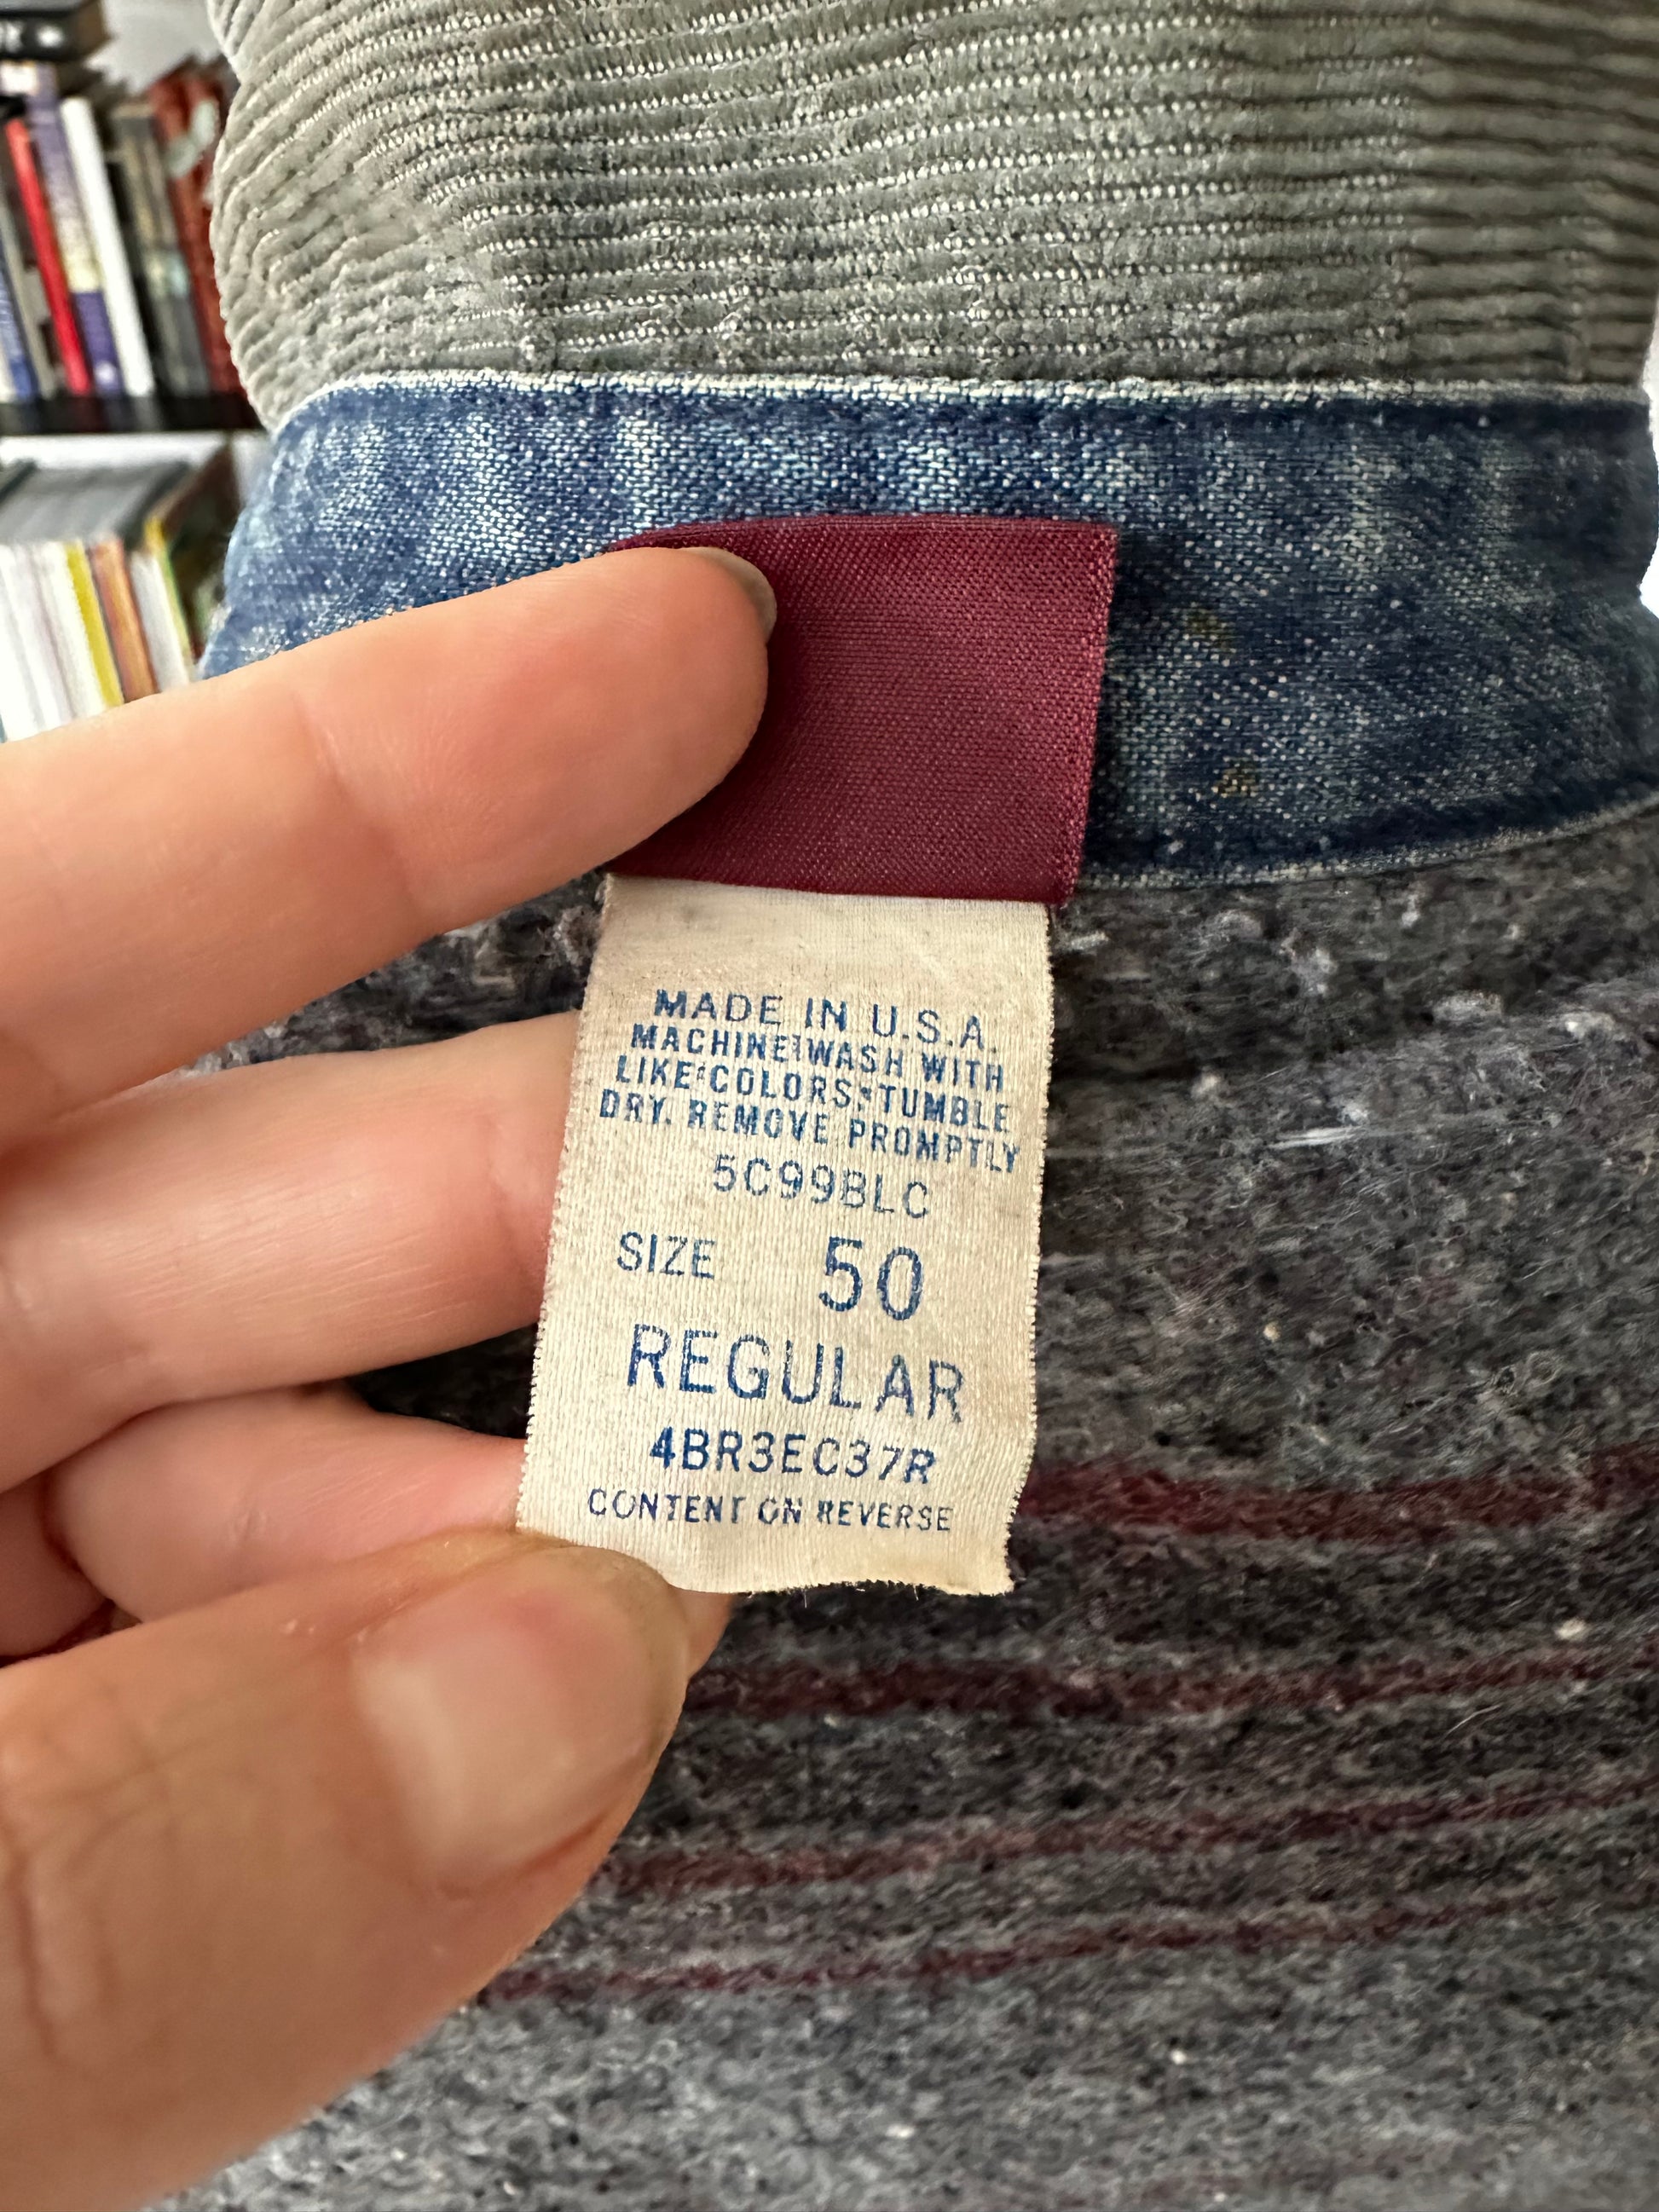 MADE IN U.S.A.
MACHINE WASH WITH
LIKE COLORS. TUMBLE
DRY. REMOVE PROMPTLY
5C99BLC
SIZE 50
REGULAR
4BR3EC37R
CONTENT ON REVERSE